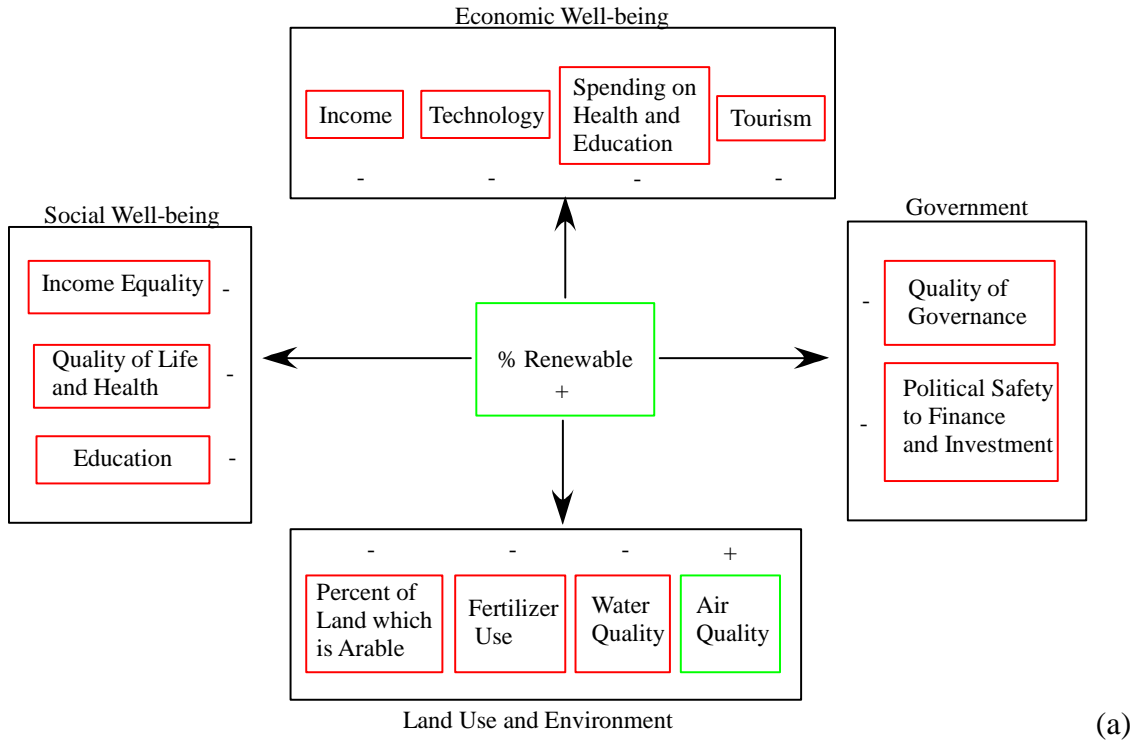 Economic Well-being
Income
Technology
Spending on
Health and
Education
Tourism
- - - -
Social Well-being
Income Equality -
Quality of Life
and Health
-
Education -
% Renewable
+
Government
- Quality of
Governance
Political Safety
- to Finance
and Investment
- - - +
Percent of
Land which
is Arable
Fertilizer
Use
Water
Quality
Air
Quality
Land Use and Environment
(a)